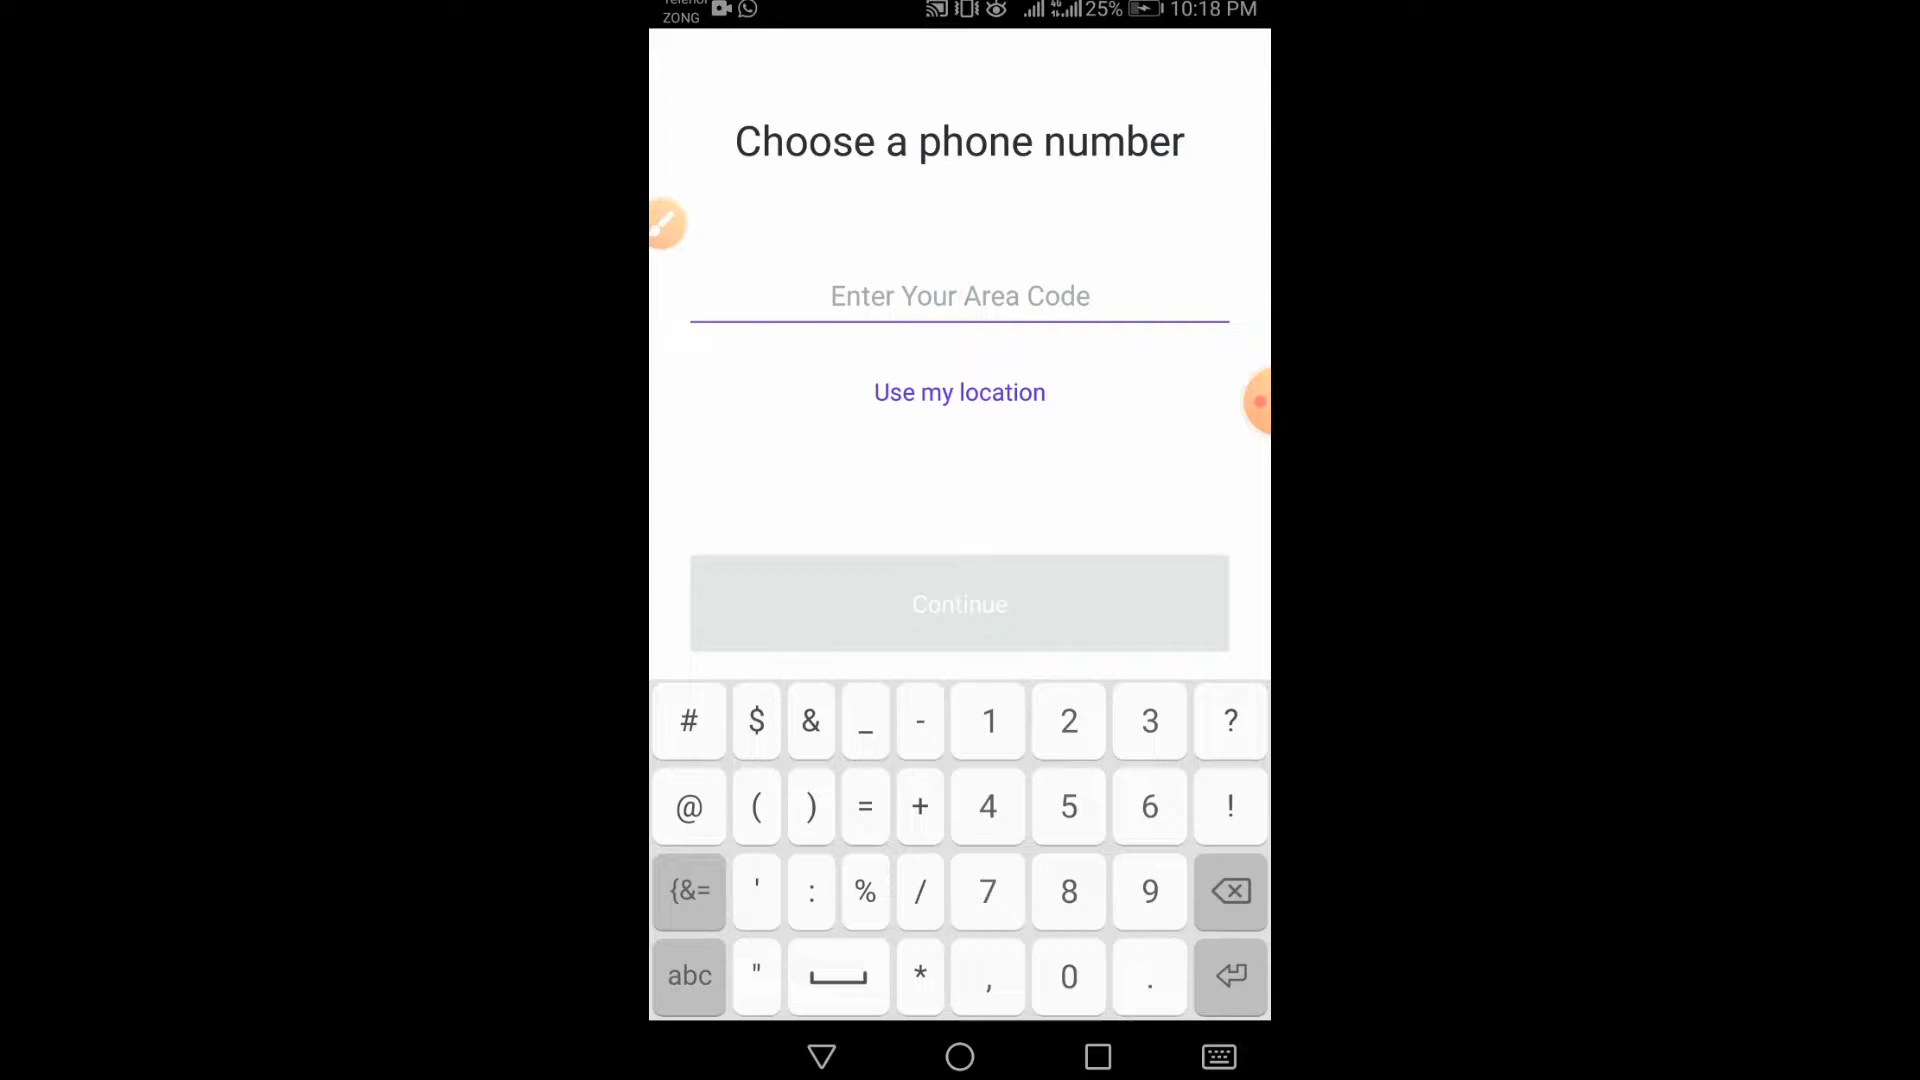 Telenor
ZONG
25%
10:18 PM
Choose a phone number
Enter Your Area Code
Use my location
Continue
# $ & _ - 1 2 3 ?
@ ( ) = + 4 5 6 !
{&= ' : % / 7 8 9
abc " * , 0 .